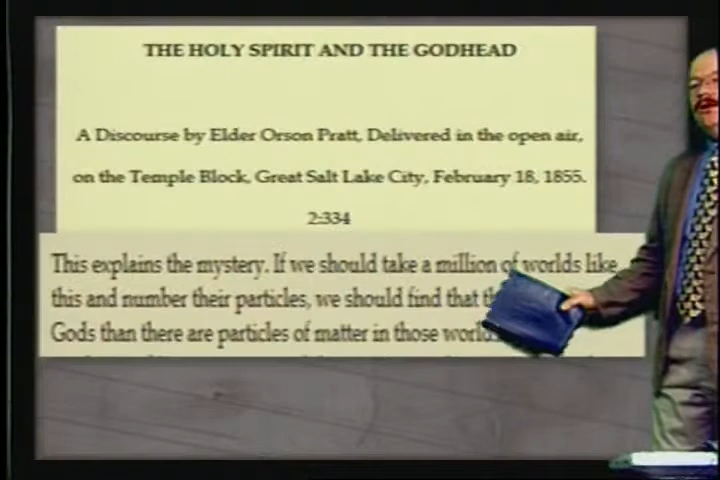 THE HOLY SPIRIT AND THE GODHEAD
A Discourse by Elder Orson Pratt, Delivered in the open air,
on the Temple Block, Great Salt Lake City, February 18, 1855.
2:334
This explains the mystery. If we should take a million of worlds like
this and number their particles, we should find that
Gods than there are particles of matter in those